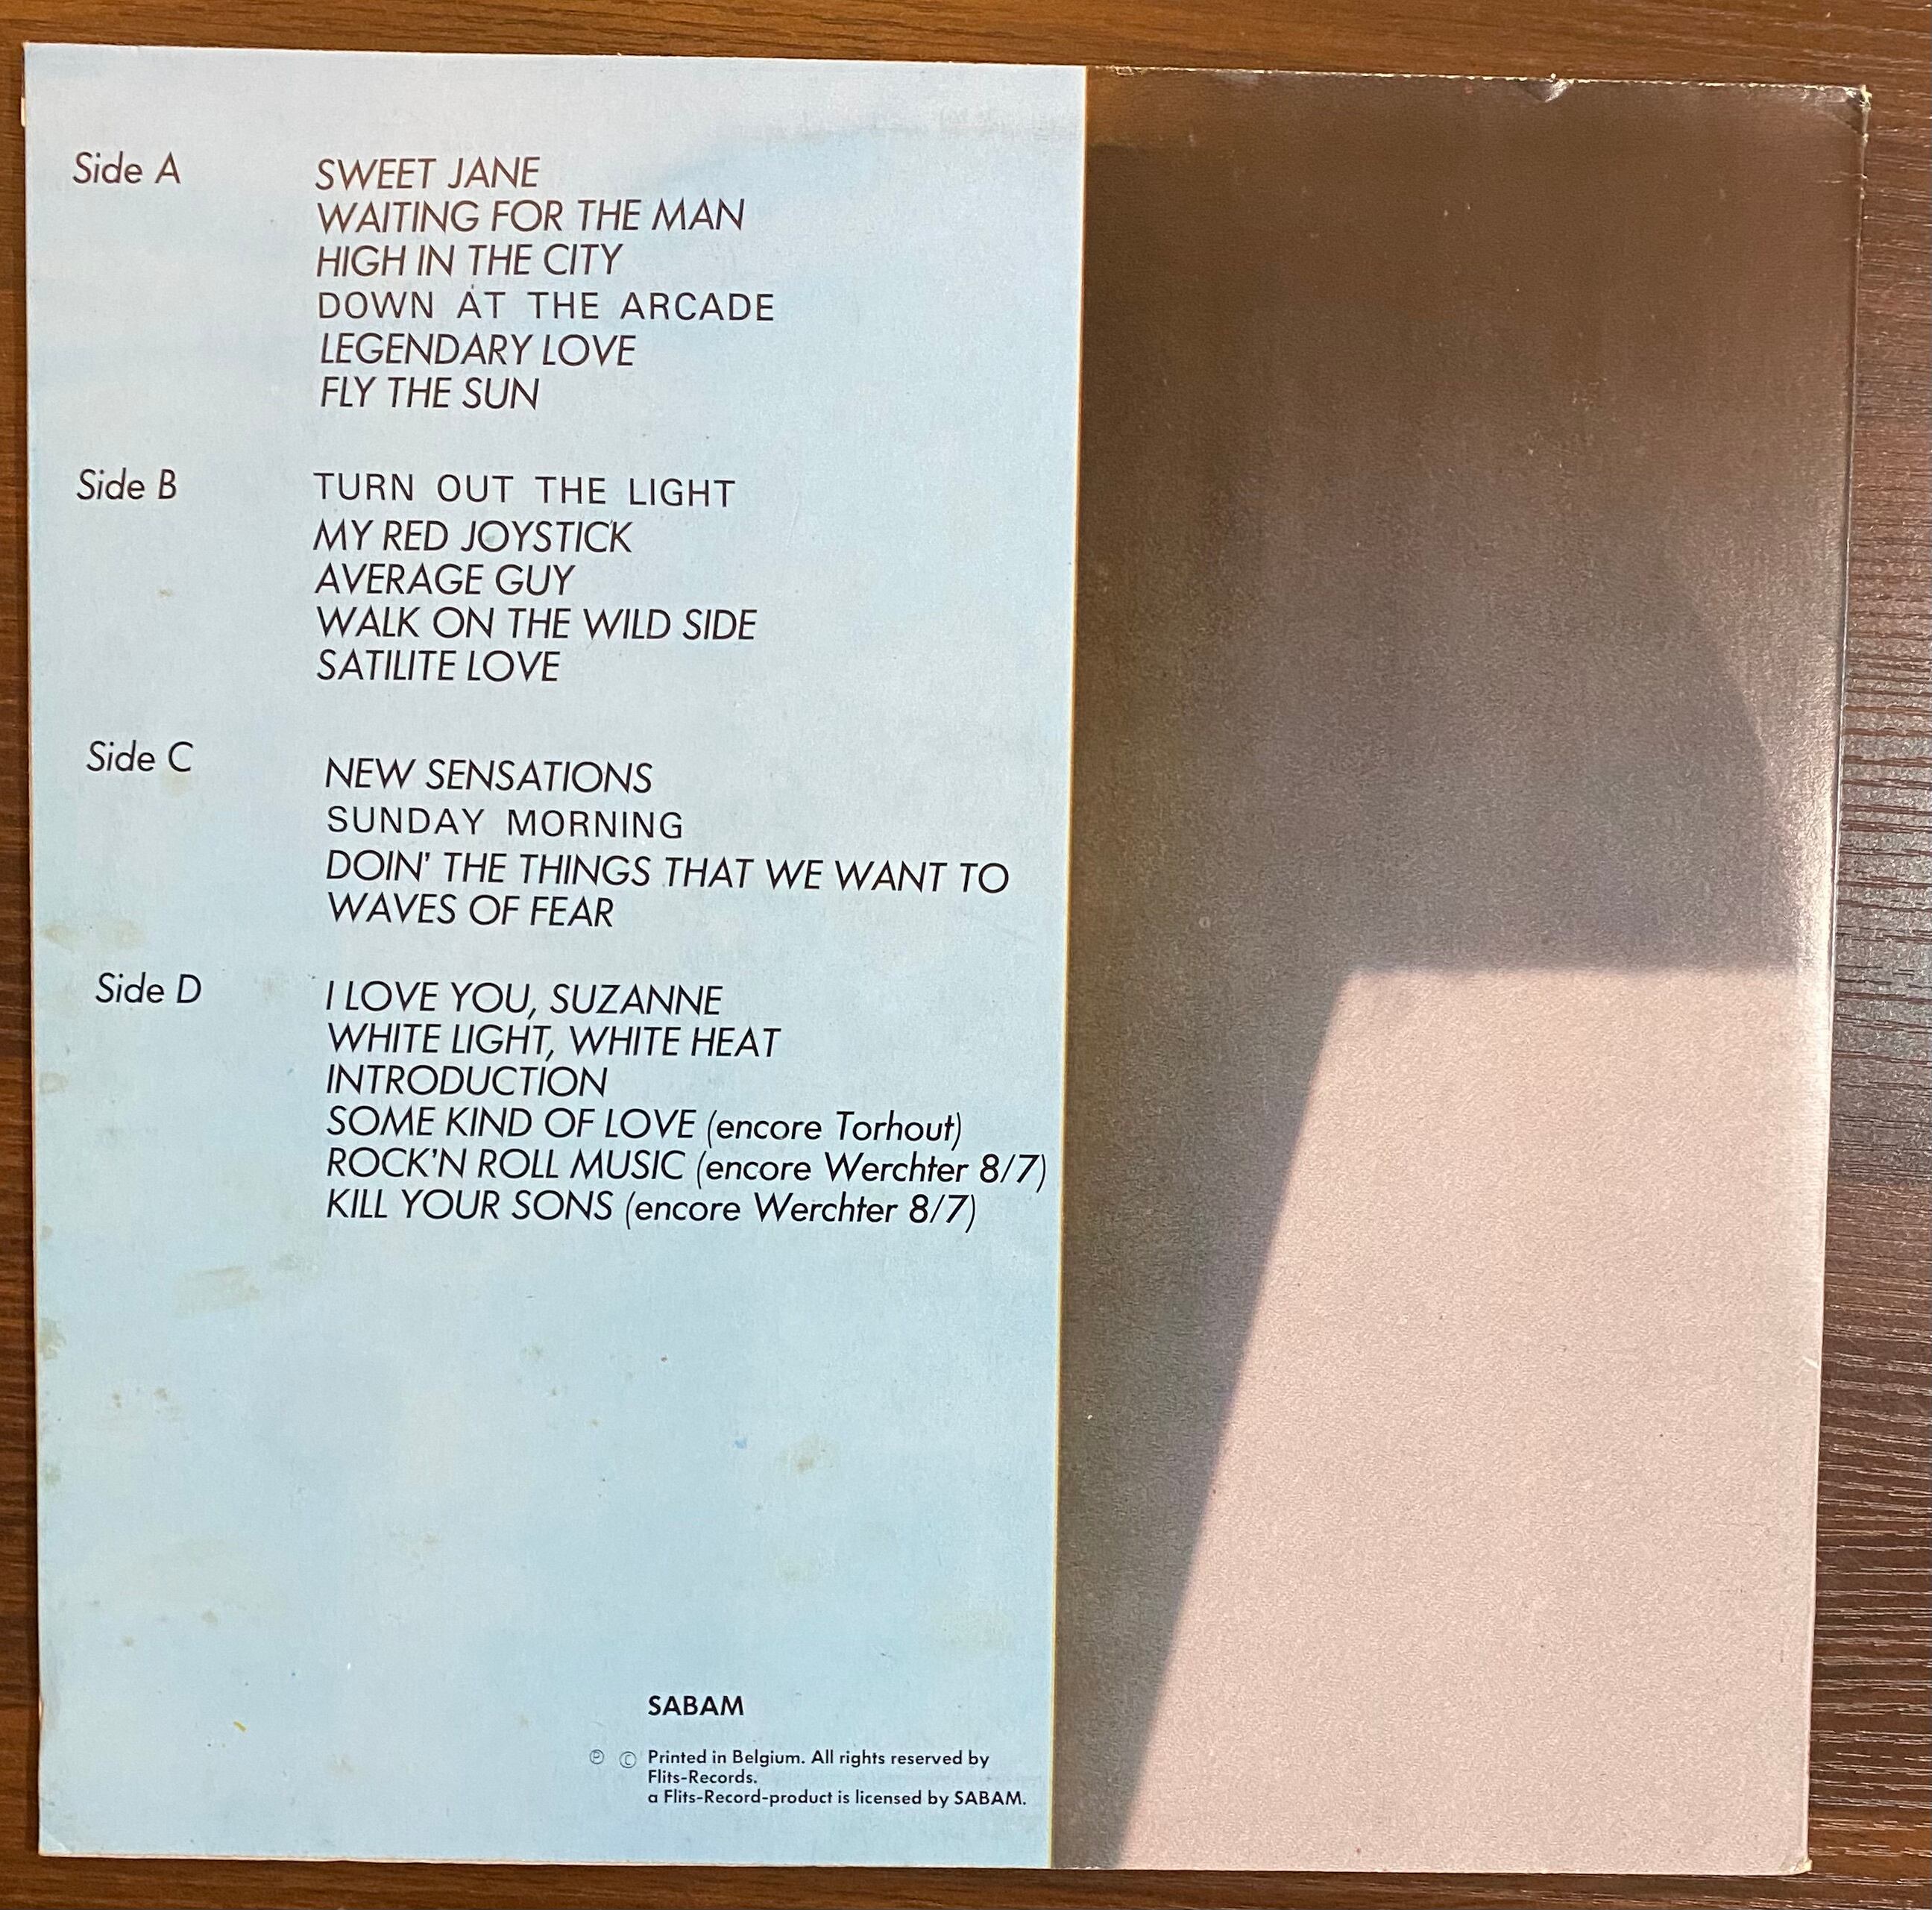 Side A
SWEET JANE
WAITING FOR THE MAN
HIGH IN THE CITY
DOWN AT THE ARCADE
LEGENDARY LOVE
FLY THE SUN
Side B
TURN OUT THE LIGHT
MY RED JOYSTICK
AVERAGE GUY
WALK ON THE WILD SIDE
SATILITE LOVE
Side C
NEW SENSATIONS
SUNDAY MORNING
DOIN' THE THINGS THAT WE WANT TO
WAVES OF FEAR
Side D
I LOVE YOU, SUZANNE
WHITE LIGHT, WHITE HEAT
INTRODUCTION
SOME KIND OF LOVE (encore Torhout)
ROCK'N ROLL MUSIC (encore Werchter 8/7)
KILL YOUR SONS (encore Werchter 8/7)
SABAM
℗ © Printed in Belgium. All rights reserved by
Flits-Records.
a Flits-Record-product is licensed by SABAM.